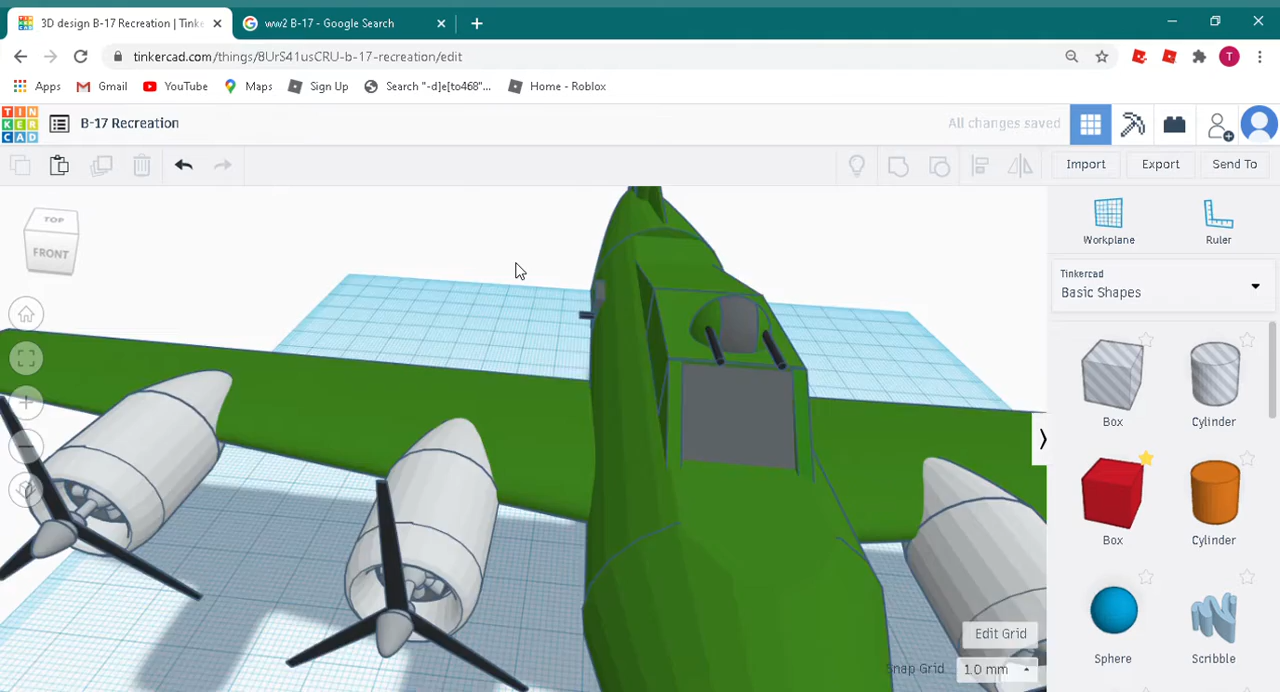 3D design B-17 Recreation | Tinke
ww2 B-17 - Google Search
tinkercad.com/things/8UrS41usCRU-b-17-recreation/edit
T
Apps
Gmail
YouTube
Maps
Sign Up
Search "-d]e[to468"...
Home - Roblox
TIN
KER
CAD
B-17 Recreation
All changes saved
Import
Export
Send To
TOP
FRONT
Workplane
Ruler
Tinkercad
Basic Shapes
Box
Cylinder
Box
Cylinder
Sphere
Scribble
Edit Grid
Snap Grid
1.0 mm